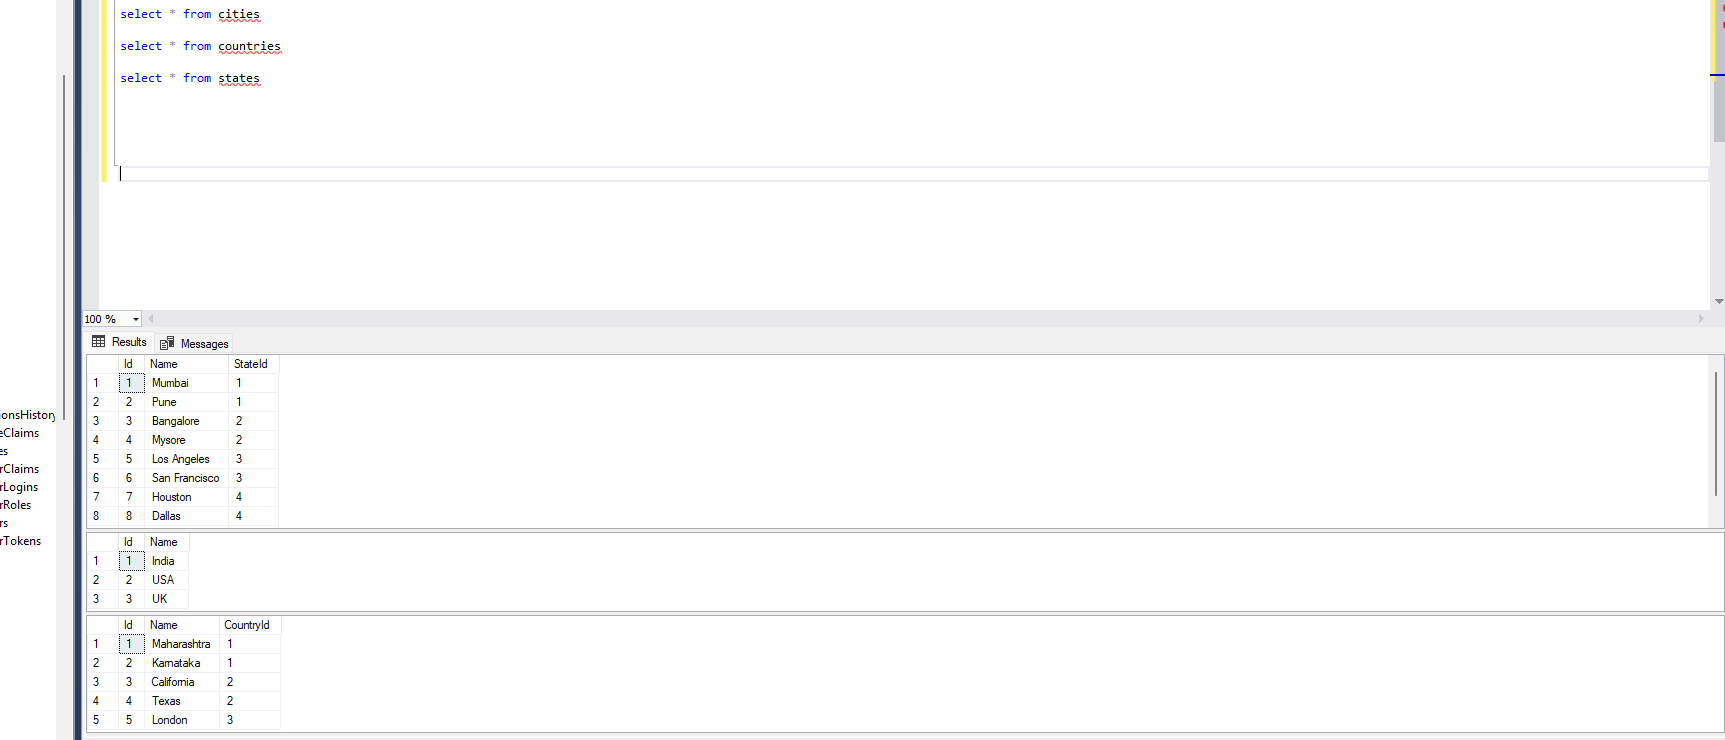 select * from cities
select * from countries
select * from states
100 %
Results Messages
ionsHistory
eClaims
es
rClaims
rLogins
rRoles
rs
rTokens
Id Name StateId
1 1 Mumbai 1
2 2 Pune 1
3 3 Bangalore 2
4 4 Mysore 2
5 5 Los Angeles 3
6 6 San Francisco 3
7 7 Houston 4
8 8 Dallas 4
Id Name
1 1 India
2 2 USA
3 3 UK
Id Name CountryId
1 1 Maharashtra 1
2 2 Karnataka 1
3 3 California 2
4 4 Texas 2
5 5 London 3